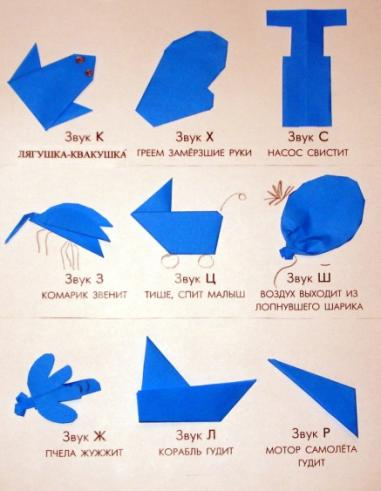 Звук К
ЛЯГУШКА-КВАКУШКА
Звук Х
ГРЕЕМ ЗАМЁРЗШИЕ РУКИ
Звук С
НАСОС СВИСТИТ
Звук З
КОМАРИК ЗВЕНИТ
Звук Ц
ТИШЕ, СПИТ МАЛЫШ
Звук Ш
ВОЗДУХ ВЫХОДИТ ИЗ
ЛОПНУВШЕГО ШАРИКА
Звук Ж
ПЧЕЛА ЖУЖЖИТ
Звук Л
КОРАБЛЬ ГУДИТ
Звук Р
МОТОР САМОЛЁТА
ГУДИТ